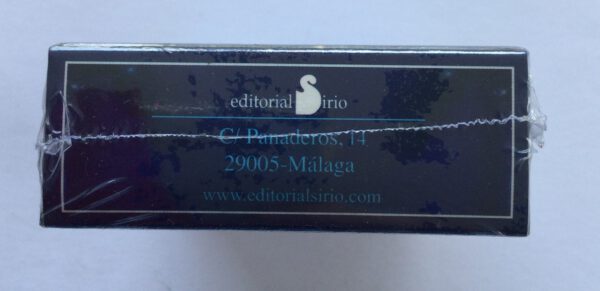 editorial Sirio
C/ Panaderos, 14
29005-Málaga
www.editorialsirio.com